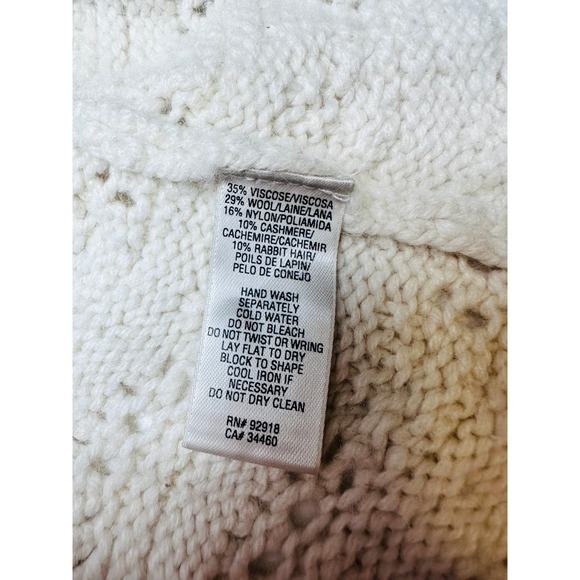 35% VISCOSE/VISCOSA
29% WOOL/LAINE/LANA
16% NYLON/POLIAMIDA
10% CASHMERE/
CACHEMIRE/CACHEMIR
10% RABBIT HAIR/
POILS DE LAPIN/
PELO DE CONEJO
HAND WASH
SEPARATELY
COLD WATER
DO NOT BLEACH
DO NOT TWIST OR WRING
LAY FLAT TO DRY
BLOCK TO SHAPE
COOL IRON IF
NECESSARY
DO NOT DRY CLEAN
RN# 92918
CA# 34460